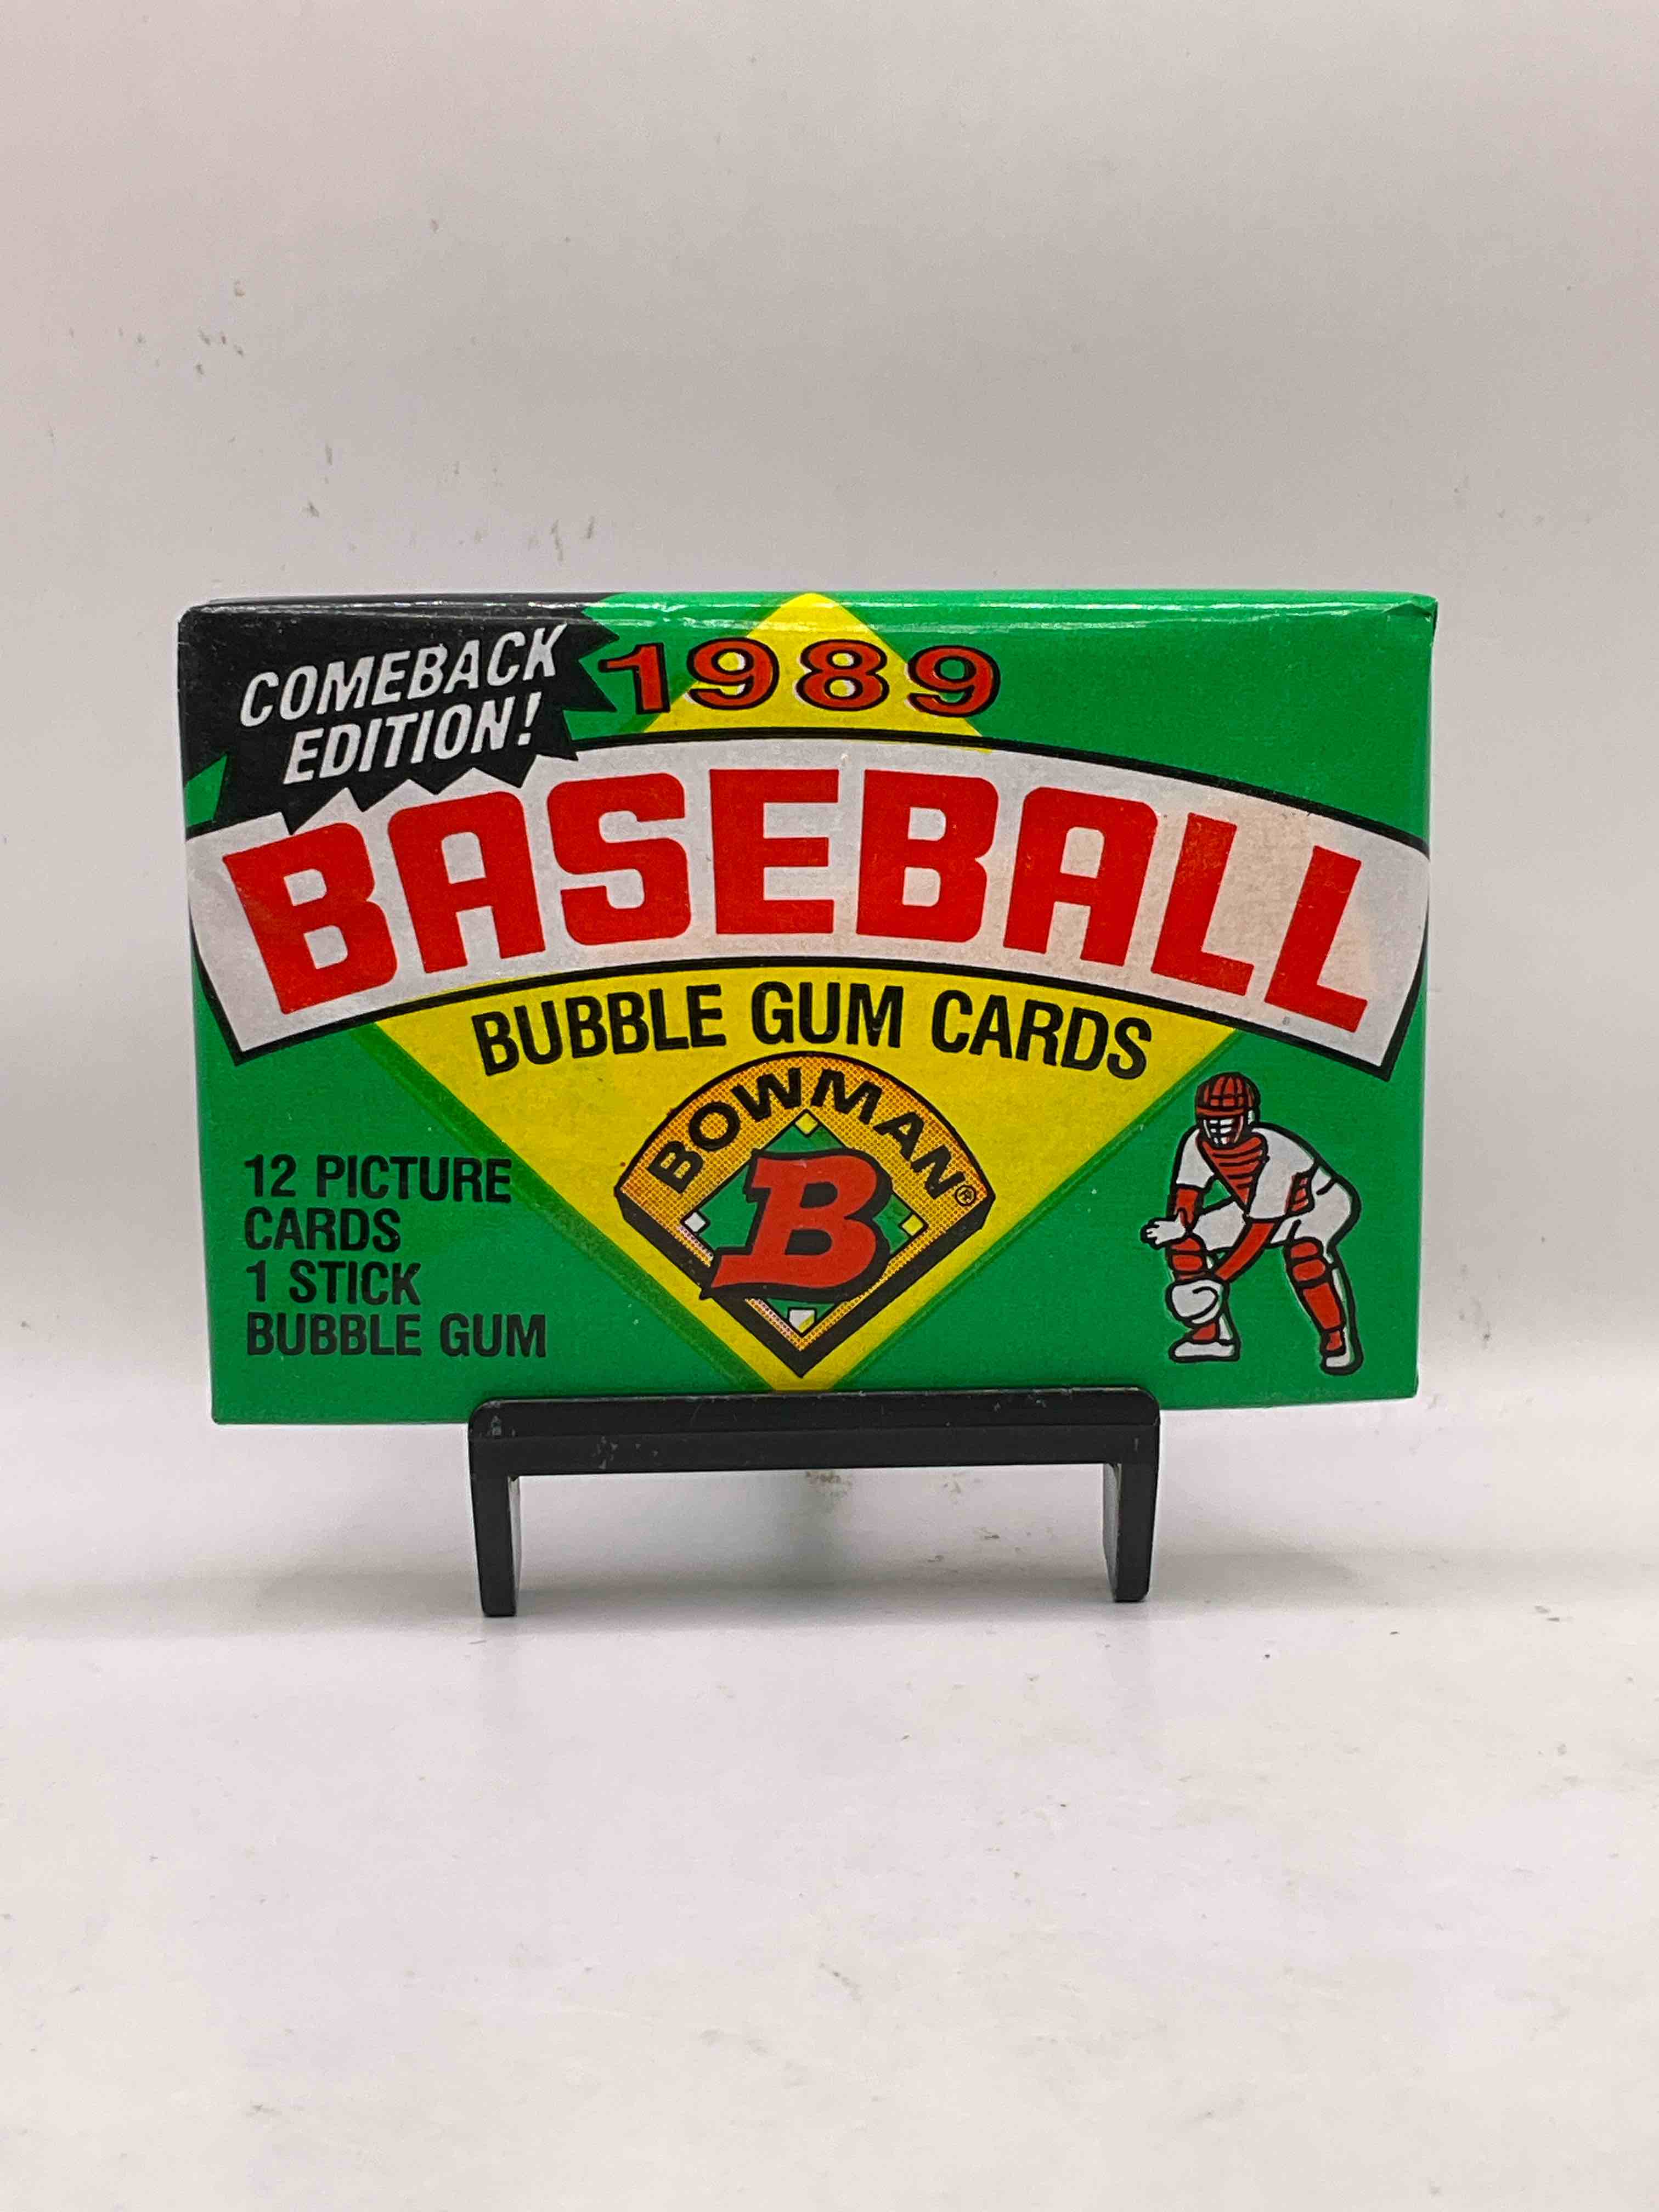 COMEBACK
EDITION!
1989
BASEBALL
BUBBLE GUM CARDS
BOWMAN®
B
12 PICTURE
CARDS
1 STICK
BUBBLE GUM